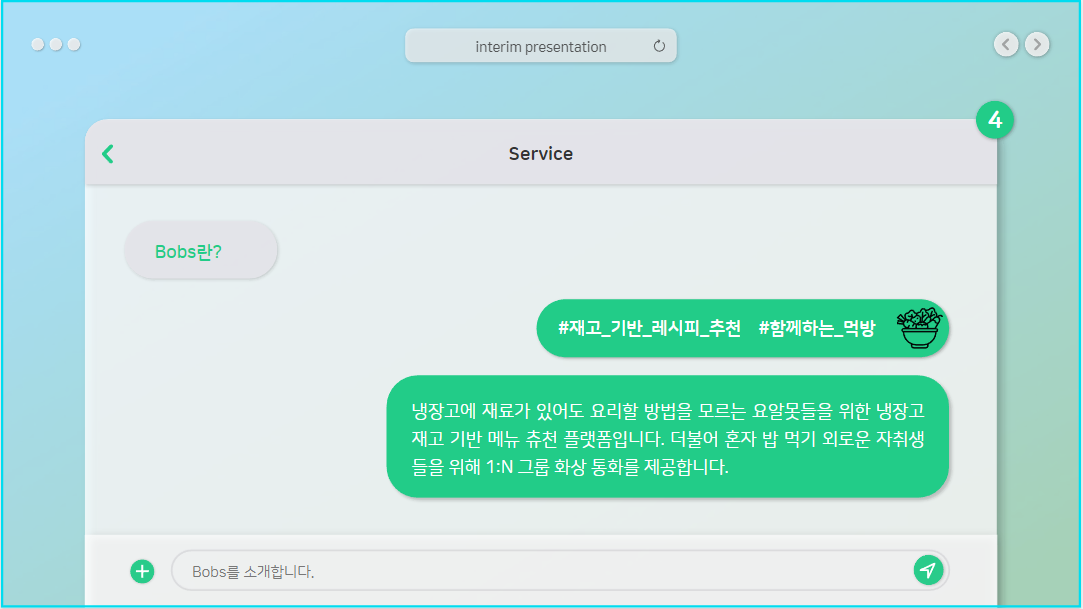 interim presentation
4
Service
Bobs란?
#재고_기반_레시피_추천 #함께하는_먹방
냉장고에 재료가 있어도 요리할 방법을 모르는 요알못들을 위한 냉장고
재고 기반 메뉴 츄천 플랫폼입니다. 더불어 혼자 밥 먹기 외로운 자취생
들을 위해 1:N 그룹 화상 통화를 제공합니다.
Bobs를 소개합니다.